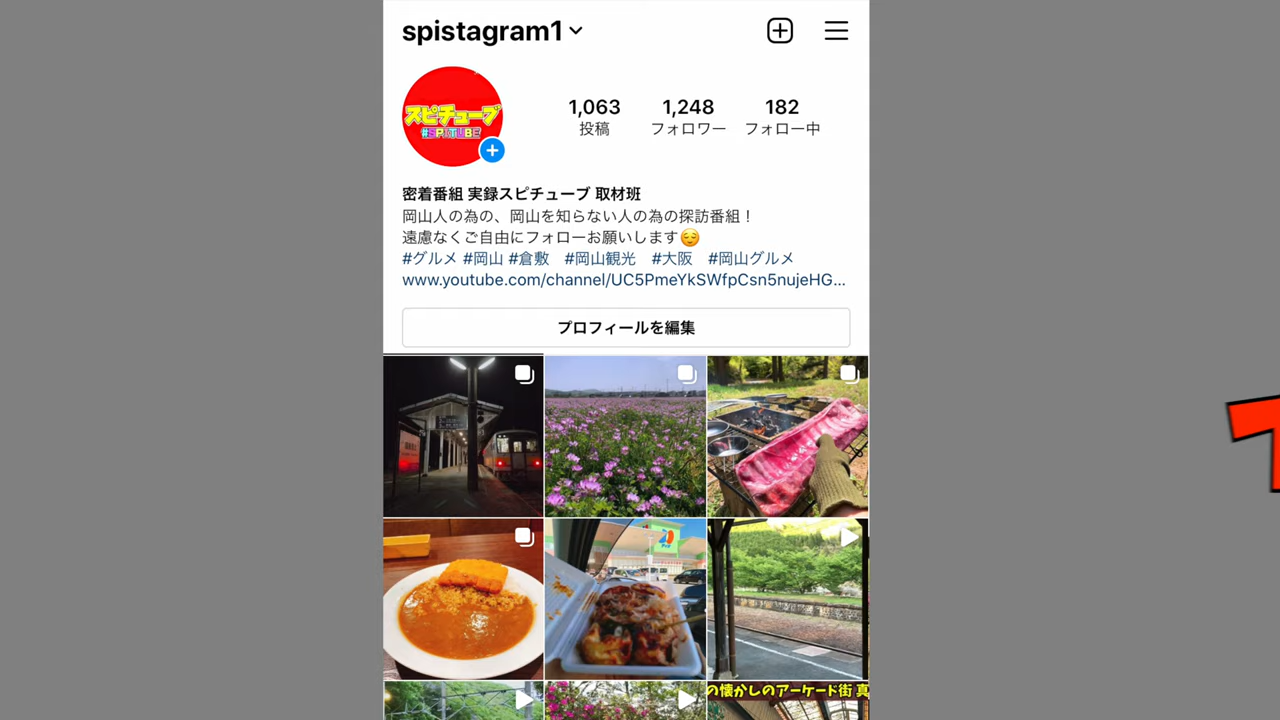 spistagram1
スピチューブ
#SPITUBE
1,063 1,248 182
投稿 フォロワー フォロー中
密着番組 実録スピチューブ 取材班
岡山人の為の、岡山を知らない人の為の探訪番組！
遠慮なくご自由にフォローお願いします😌
#グルメ #岡山 #倉敷 #岡山観光 #大阪 #岡山グルメ
www.youtube.com/channel/UC5PmeYkSWfpCsn5nujeHG...
プロフィールを編集
の懐かしのアーケード街 真